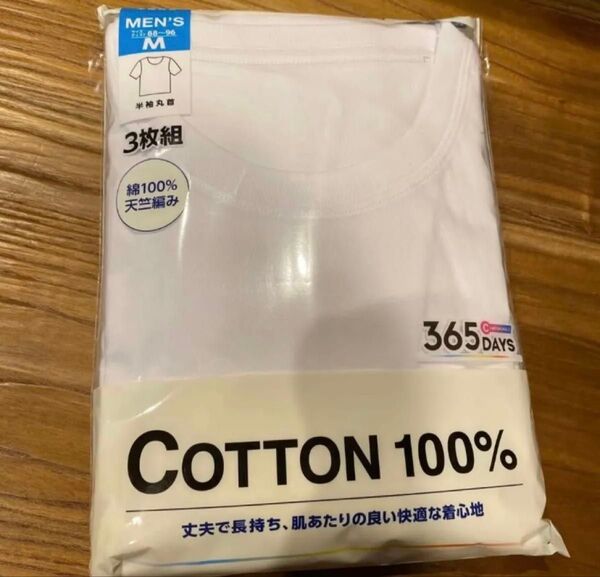 MEN'S
88〜96
M
半袖丸首
3枚組
綿100%
天竺編み
365
DAYS
COTTON 100%
丈夫で長持ち、肌あたりの良い快適な着心地